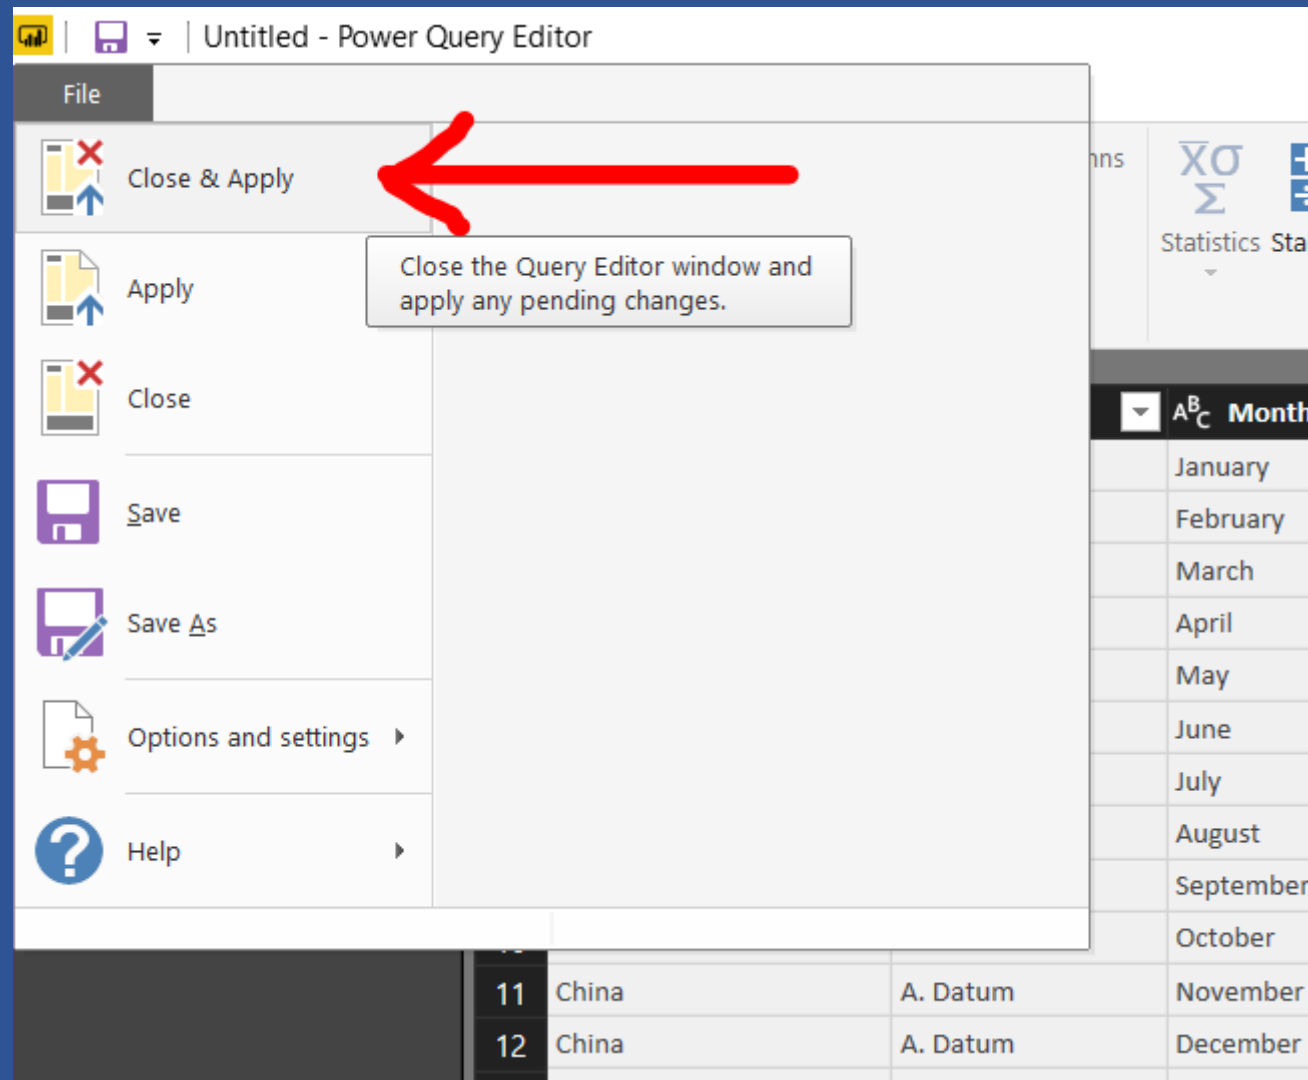 Untitled - Power Query Editor
File
Close & Apply
Close the Query Editor window and
apply any pending changes.
Apply
Close
Save
Save As
Options and settings
Help
Statistics
ABC Month
January
February
March
April
May
June
July
August
September
October
11 China A. Datum November
12 China A. Datum December